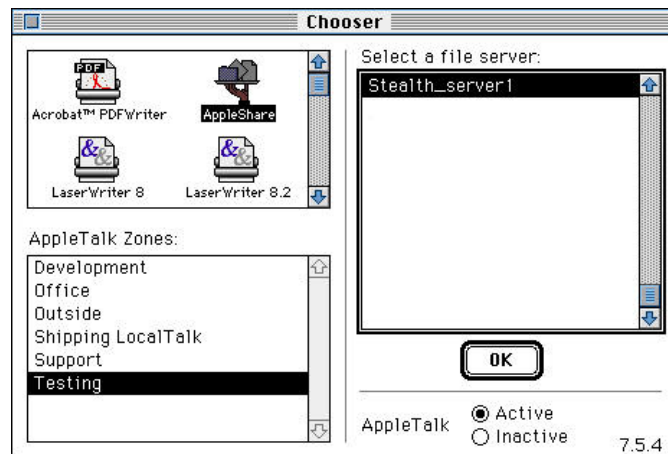 Chooser
PDF
Acrobat™ PDFWriter
AppleShare
LaserWriter 8
LaserWriter 8.2
AppleTalk Zones:
Development
Office
Outside
Shipping LocalTalk
Support
Testing
Select a file server:
Stealth_server1
OK
AppleTalk
Active
Inactive
7.5.4